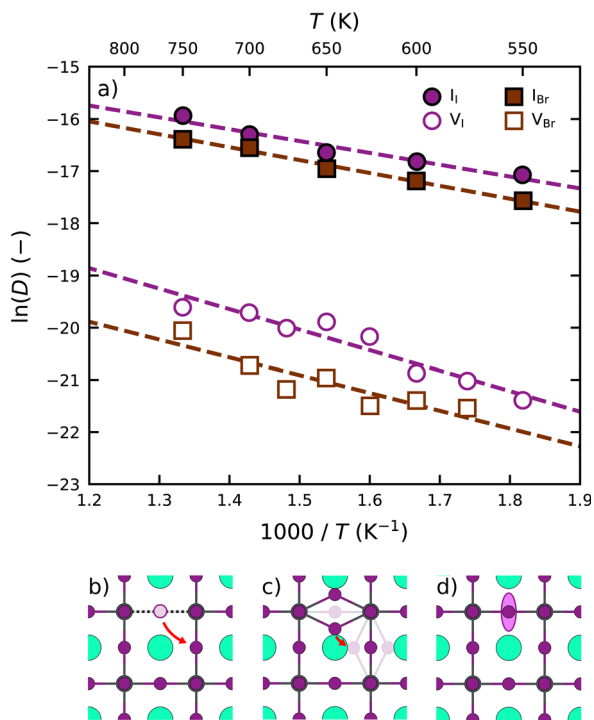 T (K)
800 750 700 650 600 550
a)
I_I I_Br
V_I V_Br
ln(D) (−)
−15
−16
−17
−18
−19
−20
−21
−22
−23
1.2 1.3 1.4 1.5 1.6 1.7 1.8 1.9
1000 / T (K⁻¹)
b) c) d)